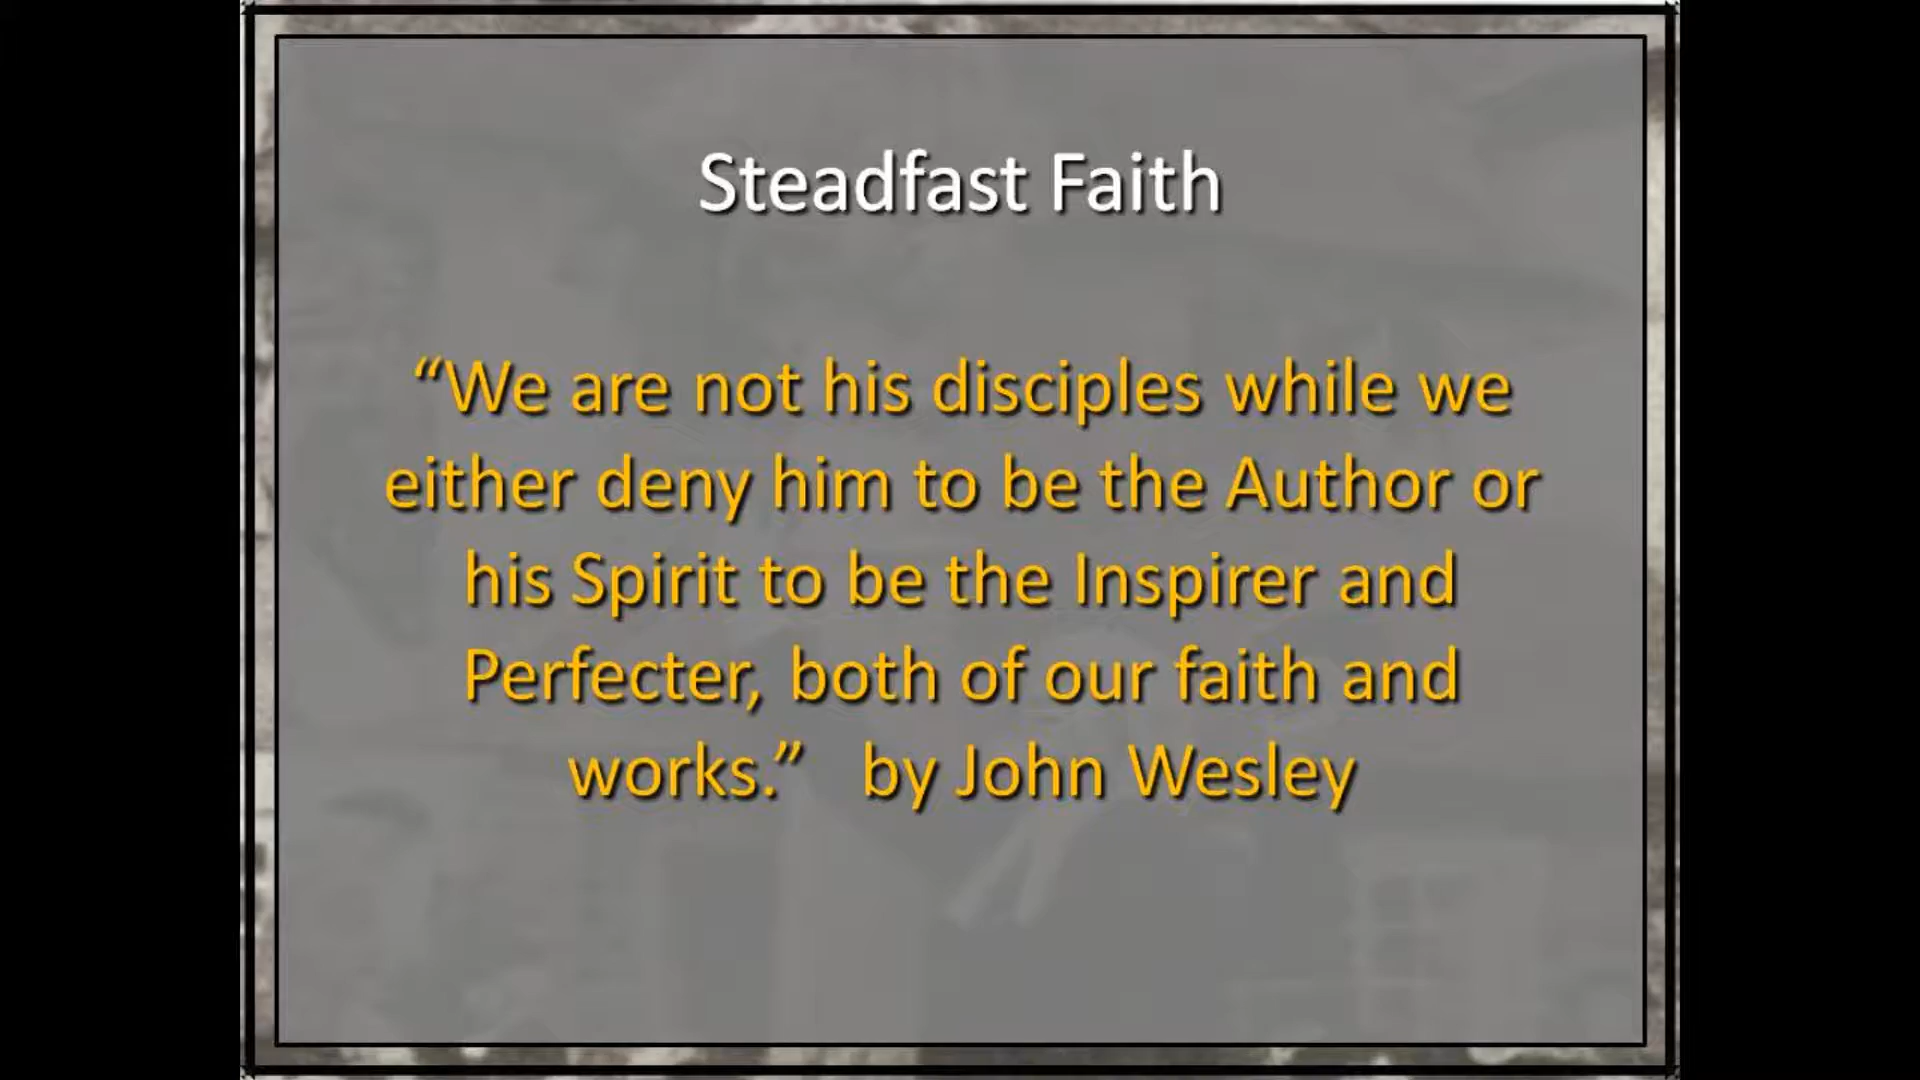 Steadfast Faith
“We are not his disciples while we
either deny him to be the Author or
his Spirit to be the Inspirer and
Perfecter, both of our faith and
works.”   by John Wesley